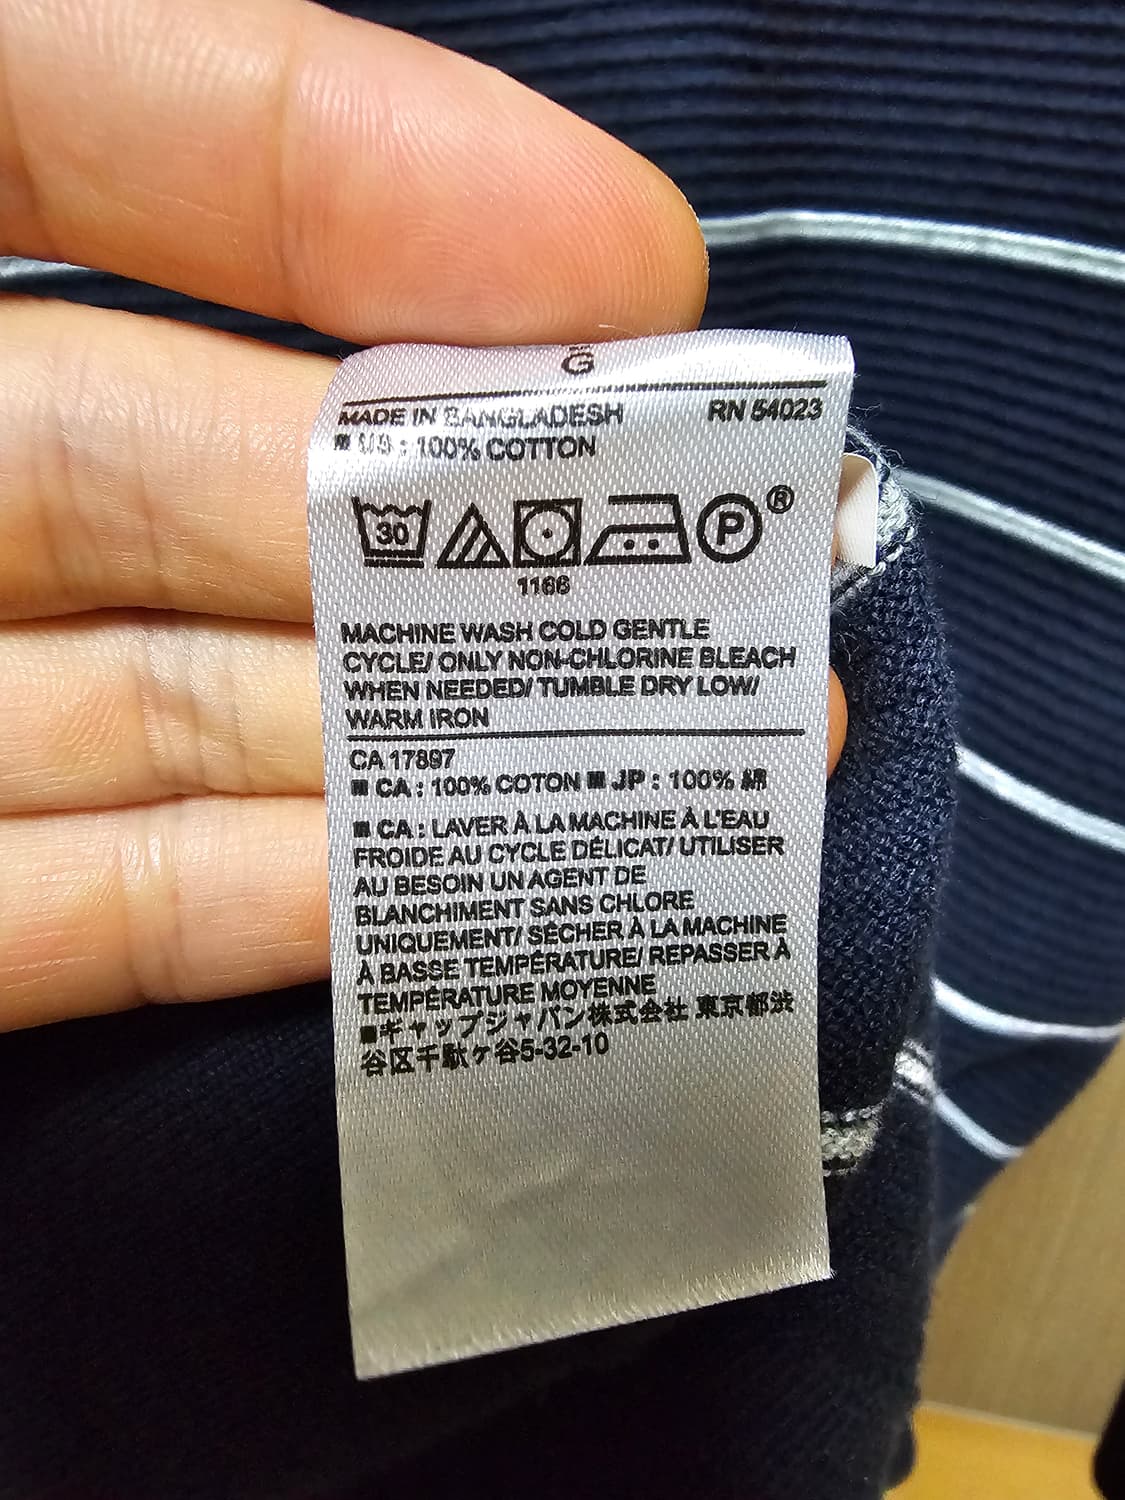 G
MADE IN BANGLADESH RN 54023
■ US : 100% COTTON
30 P ®
1166
MACHINE WASH COLD GENTLE
CYCLE/ ONLY NON-CHLORINE BLEACH
WHEN NEEDED/ TUMBLE DRY LOW/
WARM IRON
CA 17897
■ CA : 100% COTON ■ JP : 100% 綿
■ CA : LAVER À LA MACHINE À L'EAU
FROIDE AU CYCLE DÉLICAT/ UTILISER
AU BESOIN UN AGENT DE
BLANCHIMENT SANS CHLORE
UNIQUEMENT/ SÉCHER À LA MACHINE
À BASSE TEMPÉRATURE/ REPASSER À
TEMPÉRATURE MOYENNE
■ギャップジャパン株式会社 東京都渋
谷区千駄ヶ谷5-32-10